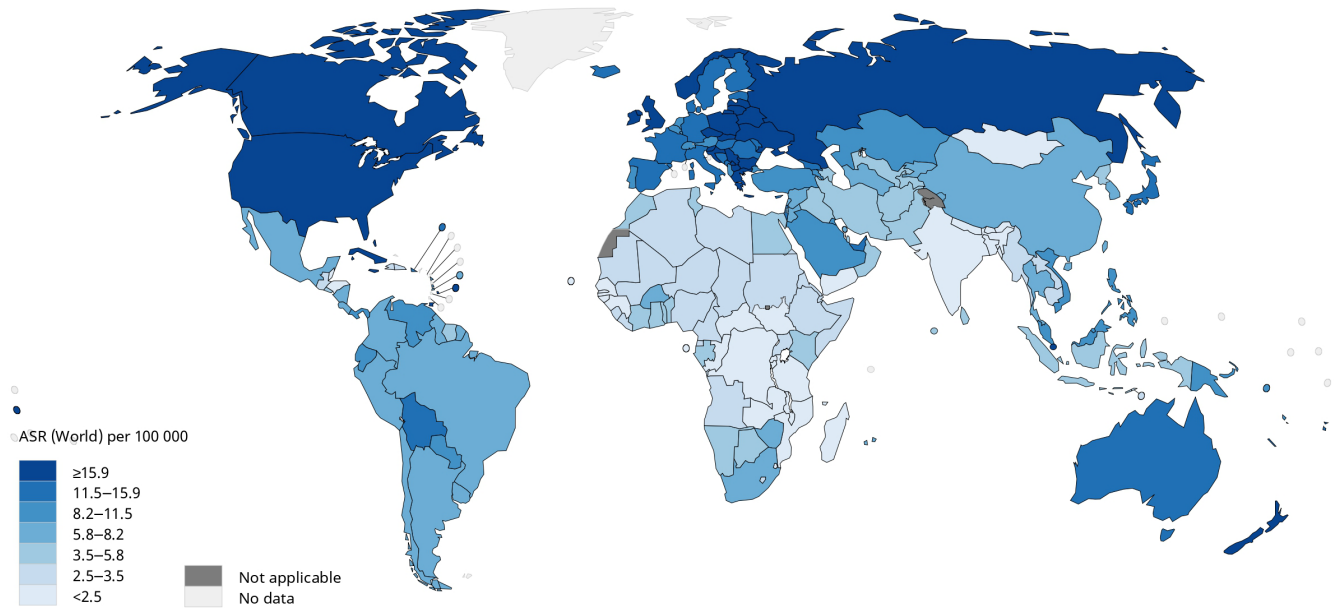 ASR (World) per 100 000
≥15.9
11.5–15.9
8.2–11.5
5.8–8.2
3.5–5.8
2.5–3.5
<2.5
Not applicable
No data